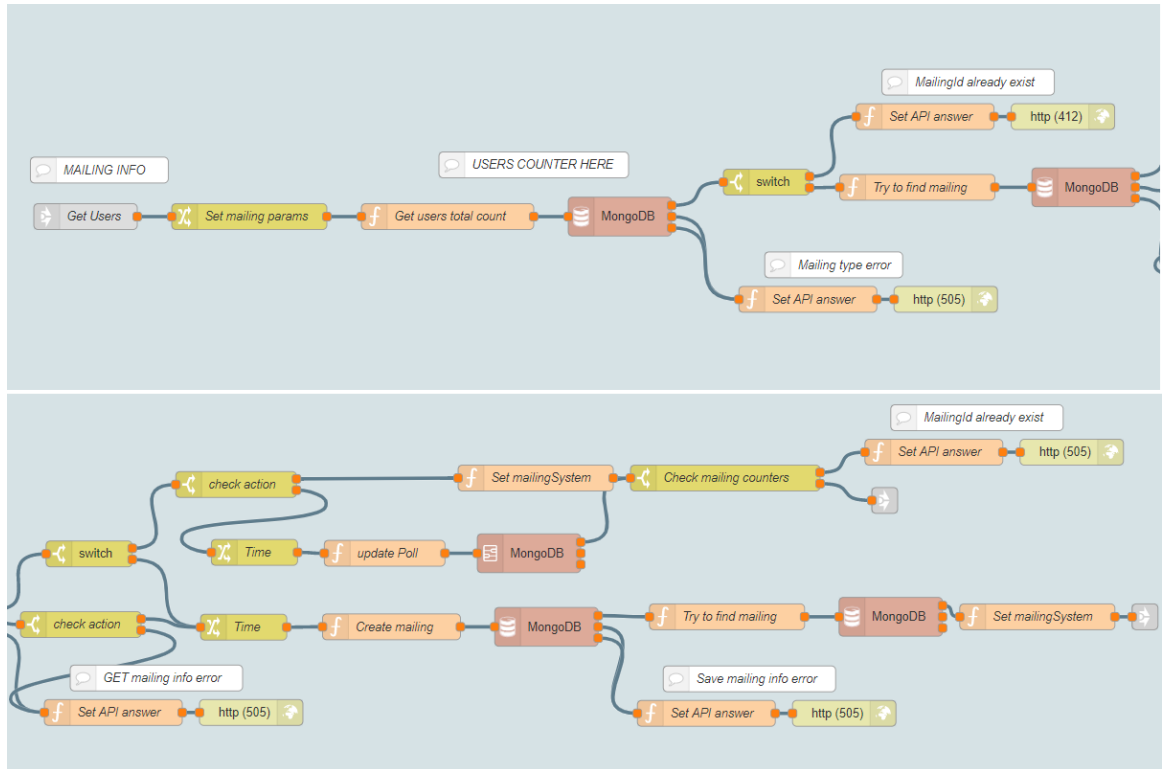 MailingId already exist
Set API answer
http (412)
MAILING INFO
USERS COUNTER HERE
switch
Try to find mailing
MongoDB
Get Users
Set mailing params
Get users total count
MongoDB
Mailing type error
Set API answer
http (505)
MailingId already exist
Set API answer
http (505)
check action
Set mailingSystem
Check mailing counters
switch
Time
update Poll
MongoDB
check action
Time
Create mailing
MongoDB
Try to find mailing
MongoDB
Set mailingSystem
GET mailing info error
Save mailing info error
Set API answer
http (505)
Set API answer
http (505)